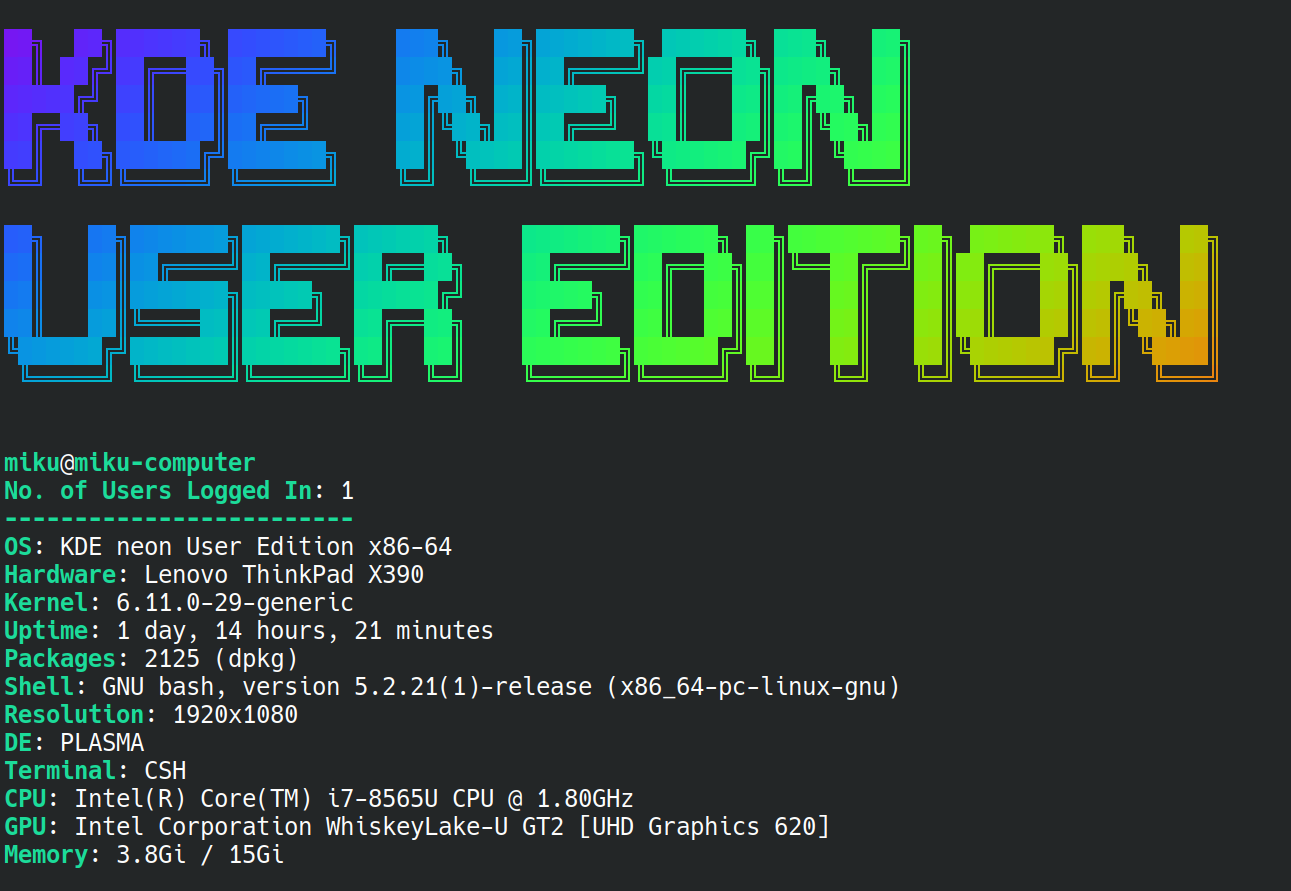 KDE NEON
USER EDITION
miku@miku-computer
No. of Users Logged In: 1
-------------------------
OS: KDE neon User Edition x86-64
Hardware: Lenovo ThinkPad X390
Kernel: 6.11.0-29-generic
Uptime: 1 day, 14 hours, 21 minutes
Packages: 2125 (dpkg)
Shell: GNU bash, version 5.2.21(1)-release (x86_64-pc-linux-gnu)
Resolution: 1920x1080
DE: PLASMA
Terminal: CSH
CPU: Intel(R) Core(TM) i7-8565U CPU @ 1.80GHz
GPU: Intel Corporation WhiskeyLake-U GT2 [UHD Graphics 620]
Memory: 3.8Gi / 15Gi